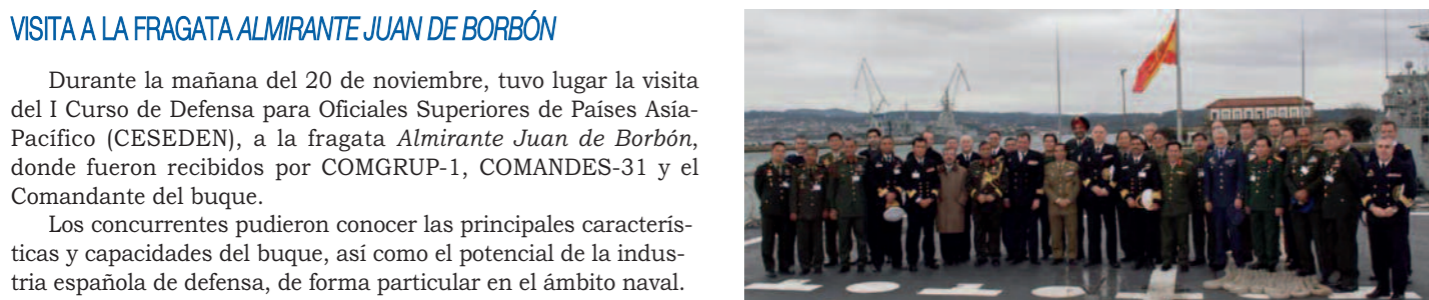 VISITA A LA FRAGATA ALMIRANTE JUAN DE BORBÓN
Durante la mañana del 20 de noviembre, tuvo lugar la visita
del I Curso de Defensa para Oficiales Superiores de Países Asía-
Pacífico (CESEDEN), a la fragata Almirante Juan de Borbón,
donde fueron recibidos por COMGRUP-1, COMANDES-31 y el
Comandante del buque.
Los concurrentes pudieron conocer las principales caracterís-
ticas y capacidades del buque, así como el potencial de la indus-
tria española de defensa, de forma particular en el ámbito naval.